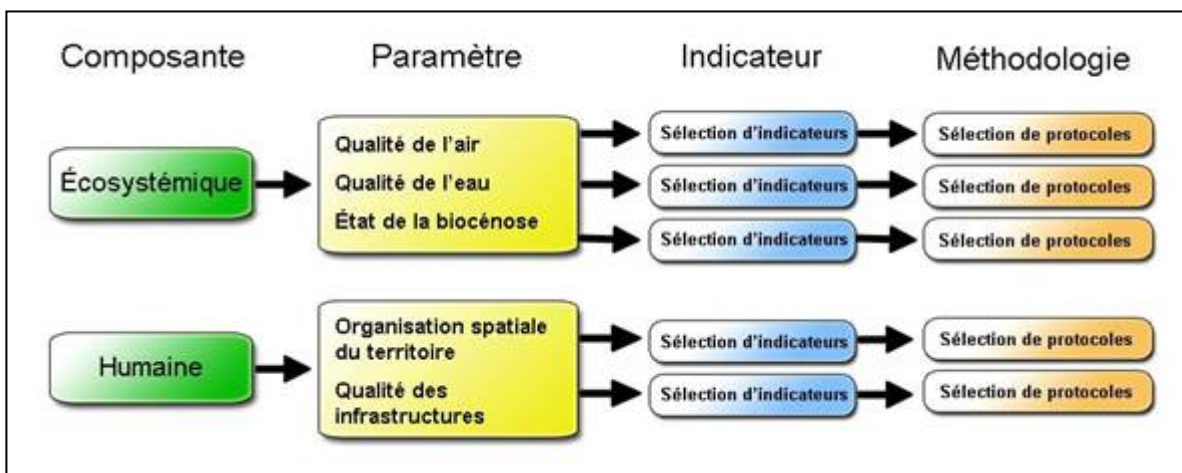 Composante Paramètre Indicateur Méthodologie
Écosystémique
Qualité de l'air
Qualité de l'eau
État de la biocénose
Sélection d'indicateurs
Sélection d'indicateurs
Sélection d'indicateurs
Sélection de protocoles
Sélection de protocoles
Sélection de protocoles
Humaine
Organisation spatiale
du territoire
Qualité des
infrastructures
Sélection d'indicateurs
Sélection d'indicateurs
Sélection de protocoles
Sélection de protocoles